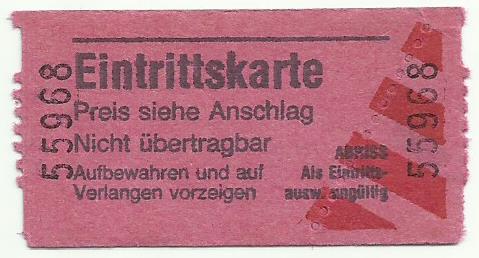 55968
Eintrittskarte
Preis siehe Anschlag
Nicht übertragbar
Aufbewahren und auf
Verlangen vorzeigen
ABRISS
Als Eintritts-
ausw. ungültig
55968